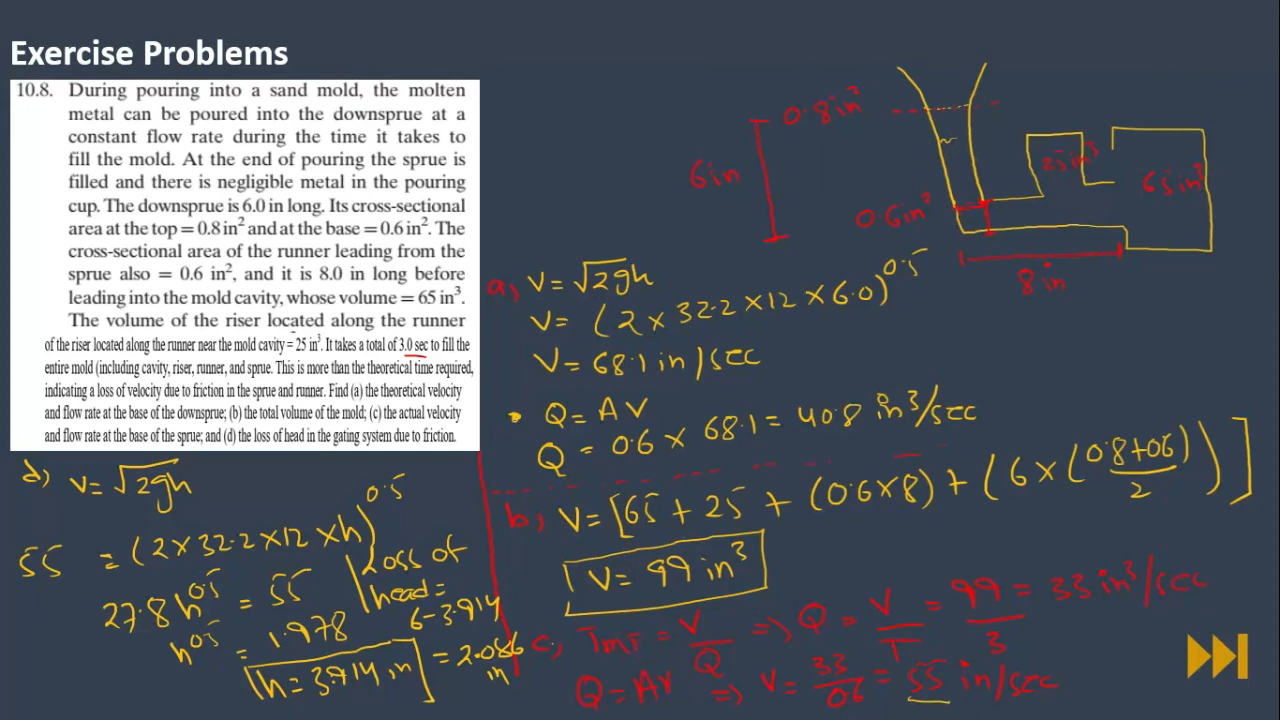 Exercise Problems
10.8. During pouring into a sand mold, the molten
metal can be poured into the downsprue at a
constant flow rate during the time it takes to
fill the mold. At the end of pouring the sprue is
filled and there is negligible metal in the pouring
cup. The downsprue is 6.0 in long. Its cross-sectional
area at the top = 0.8 in² and at the base = 0.6 in². The
cross-sectional area of the runner leading from the
sprue also = 0.6 in², and it is 8.0 in long before
leading into the mold cavity, whose volume = 65 in³.
The volume of the riser located along the runner
of the riser located along the runner near the mold cavity = 25 in³. It takes a total of 3.0 sec to fill the
entire mold (including cavity, riser, runner, and sprue. This is more than the theoretical time required,
indicating a loss of velocity due to friction in the sprue and runner. Find (a) the theoretical velocity
and flow rate at the base of the downsprue; (b) the total volume of the mold; (c) the actual velocity
and flow rate at the base of the sprue; and (d) the loss of head in the gating system due to friction.
0.8 in²
6 in
0.6 in²
25 in³
65 in³
8 in
a, V = √2gh
V = (2 × 32.2 × 12 × 6.0)^0.5
V = 68.1 in/sec
• Q = AV
Q = 0.6 × 68.1 = 40.8 in³/sec
b, V = [65 + 25 + (0.6 × 8) + (6 × (0.8+06)/2)]
V = 99 in³
c, TMF = V/Q => Q = V/T = 99/3 = 33 in³/sec
Q = AV => V = 33/06 = 55 in/sec
d, V = √2gh
55 = (2 × 32.2 × 12 × h)^0.5
27.8 h^0.5 = 55
h^0.5 = 1.978
h = 3.914 in
Loss of
head =
6 - 3.914
= 2.086
in